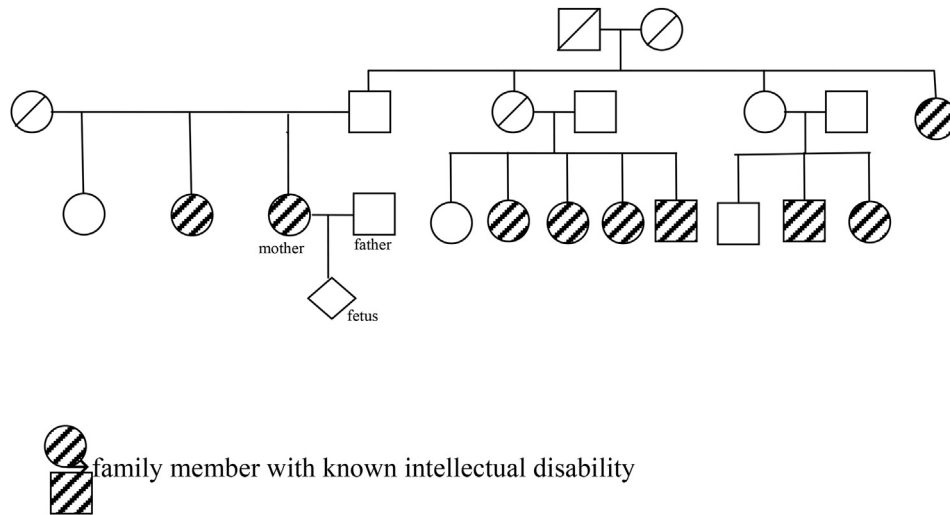 mother
father
fetus
family member with known intellectual disability